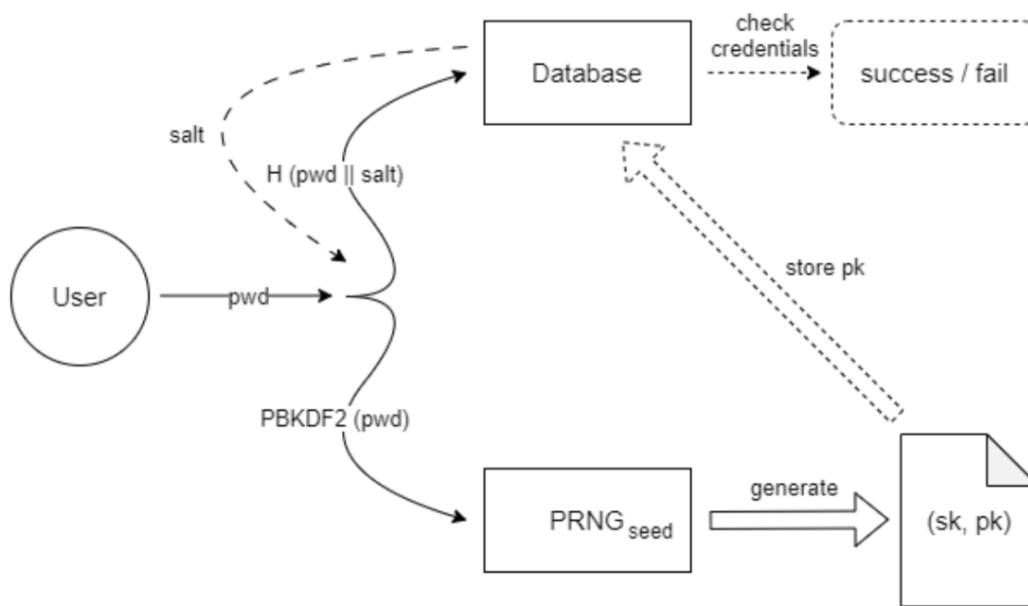 check
credentials
Database
success / fail
salt
H (pwd || salt)
store pk
User
pwd
PBKDF2 (pwd)
generate
PRNG seed
(sk, pk)